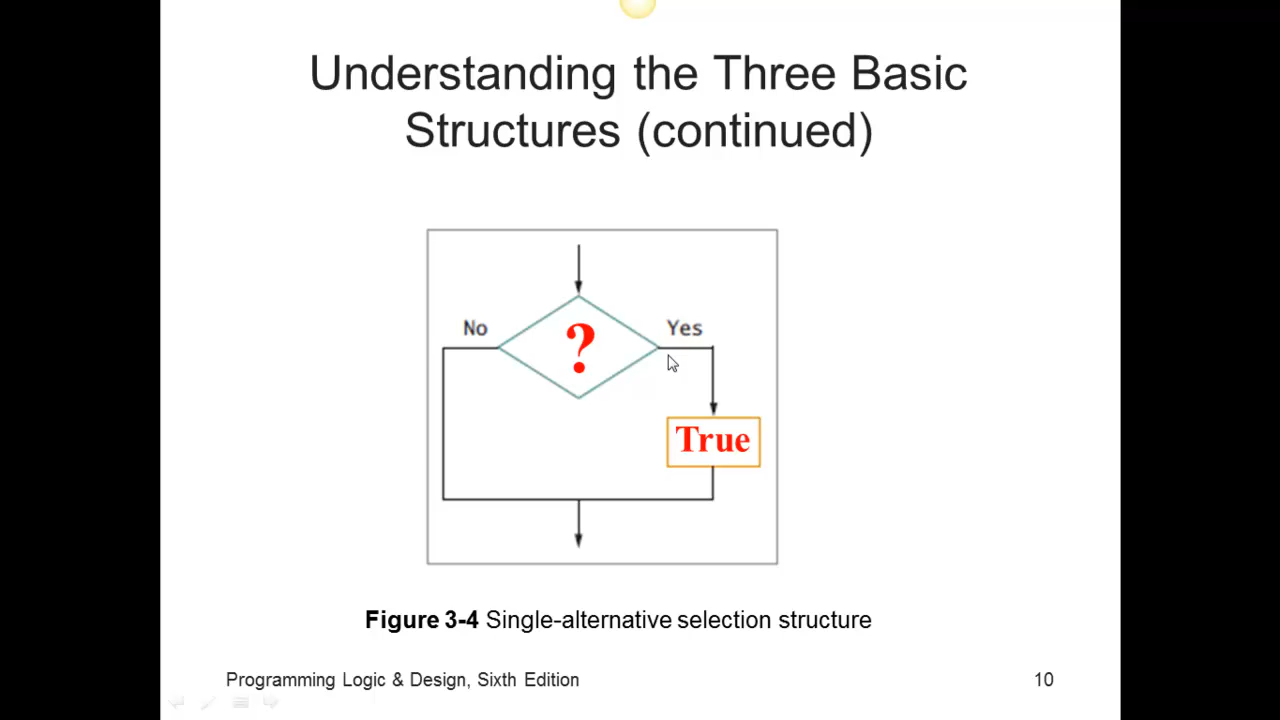 Understanding the Three Basic
Structures (continued)
No
?
Yes
True
Figure 3-4 Single-alternative selection structure
Programming Logic & Design, Sixth Edition
10